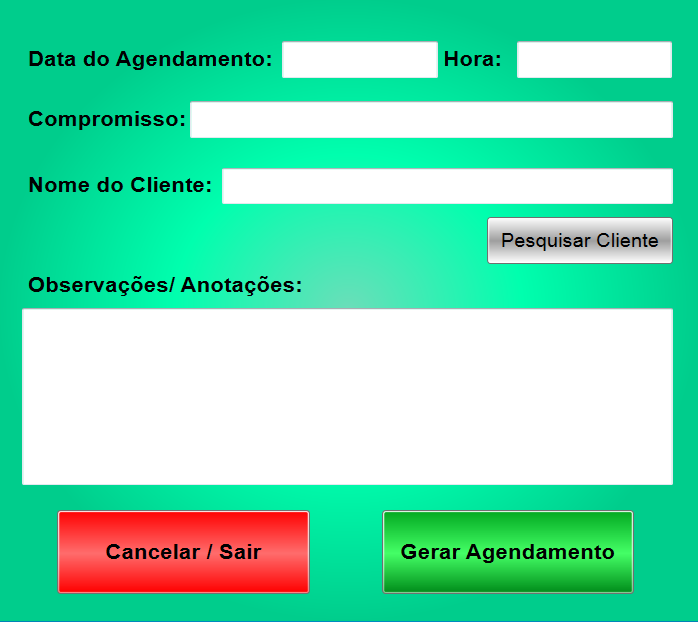 Data do Agendamento: Hora:
Compromisso:
Nome do Cliente:
Pesquisar Cliente
Observações/ Anotações:
Cancelar / Sair
Gerar Agendamento